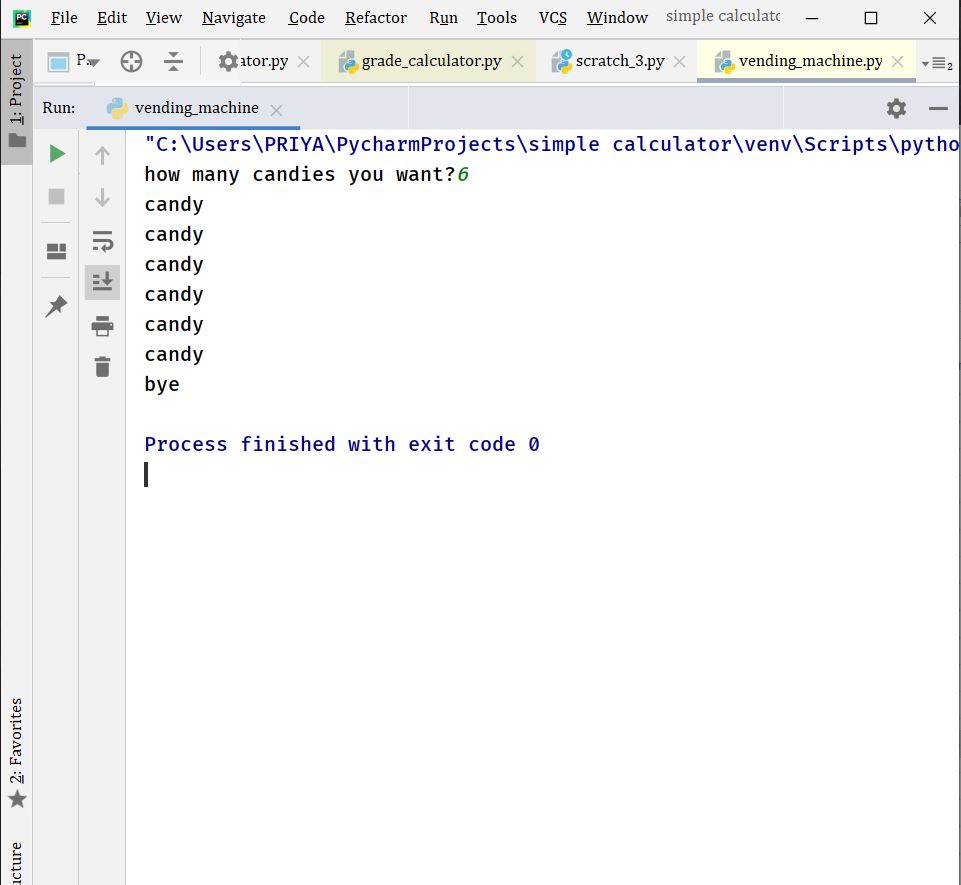 File Edit View Navigate Code Refactor Run Tools VCS Window simple calculato
P.. ator.py grade_calculator.py scratch_3.py vending_machine.py 2
1: Project
Run: vending_machine
"C:\Users\PRIYA\PycharmProjects\simple calculator\venv\Scripts\pytho
how many candies you want?6
candy
candy
candy
candy
candy
candy
bye
Process finished with exit code 0
2: Favorites
ucture